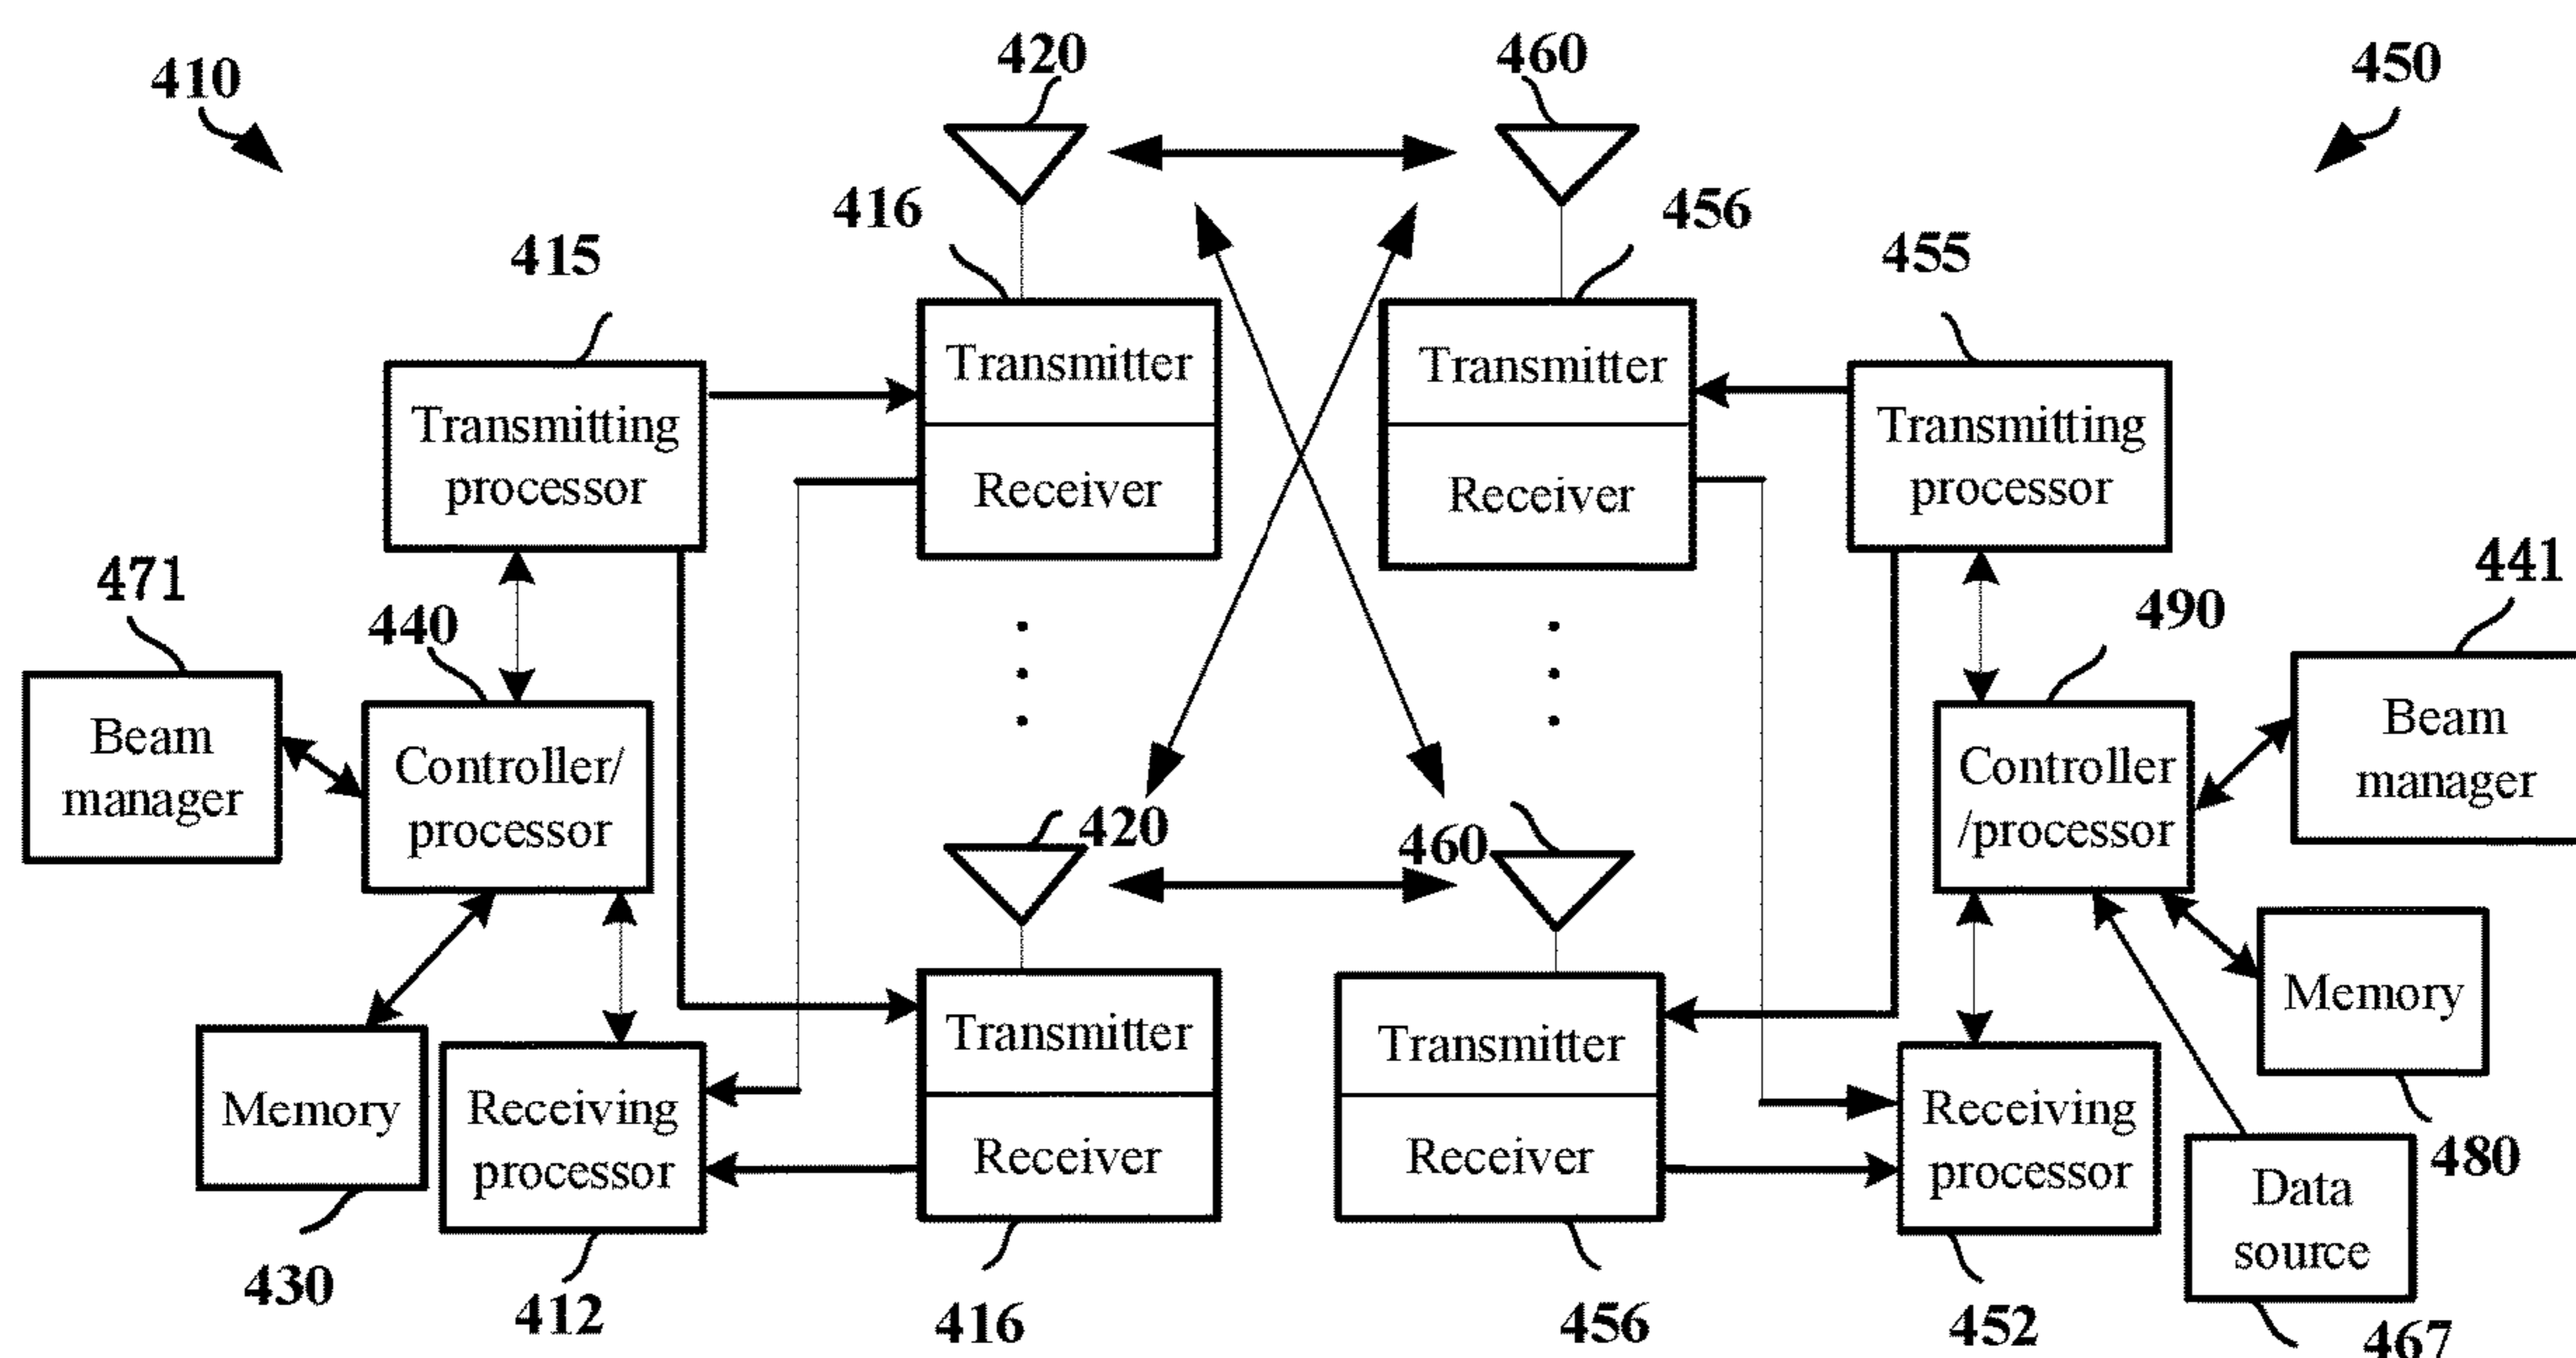 420
460
450
410
416
456
415
455
Transmitter
Receiver
Transmitter
Receiver
Transmitting
processor
Transmitting
processor
471
440
490
441
Beam
manager
Controller/
processor
Controller
/processor
Beam
manager
420
460
Memory
Receiving
processor
Transmitter
Receiver
Transmitter
Receiver
Receiving
processor
Memory
480
Data
source
430
412
416
456
452
467